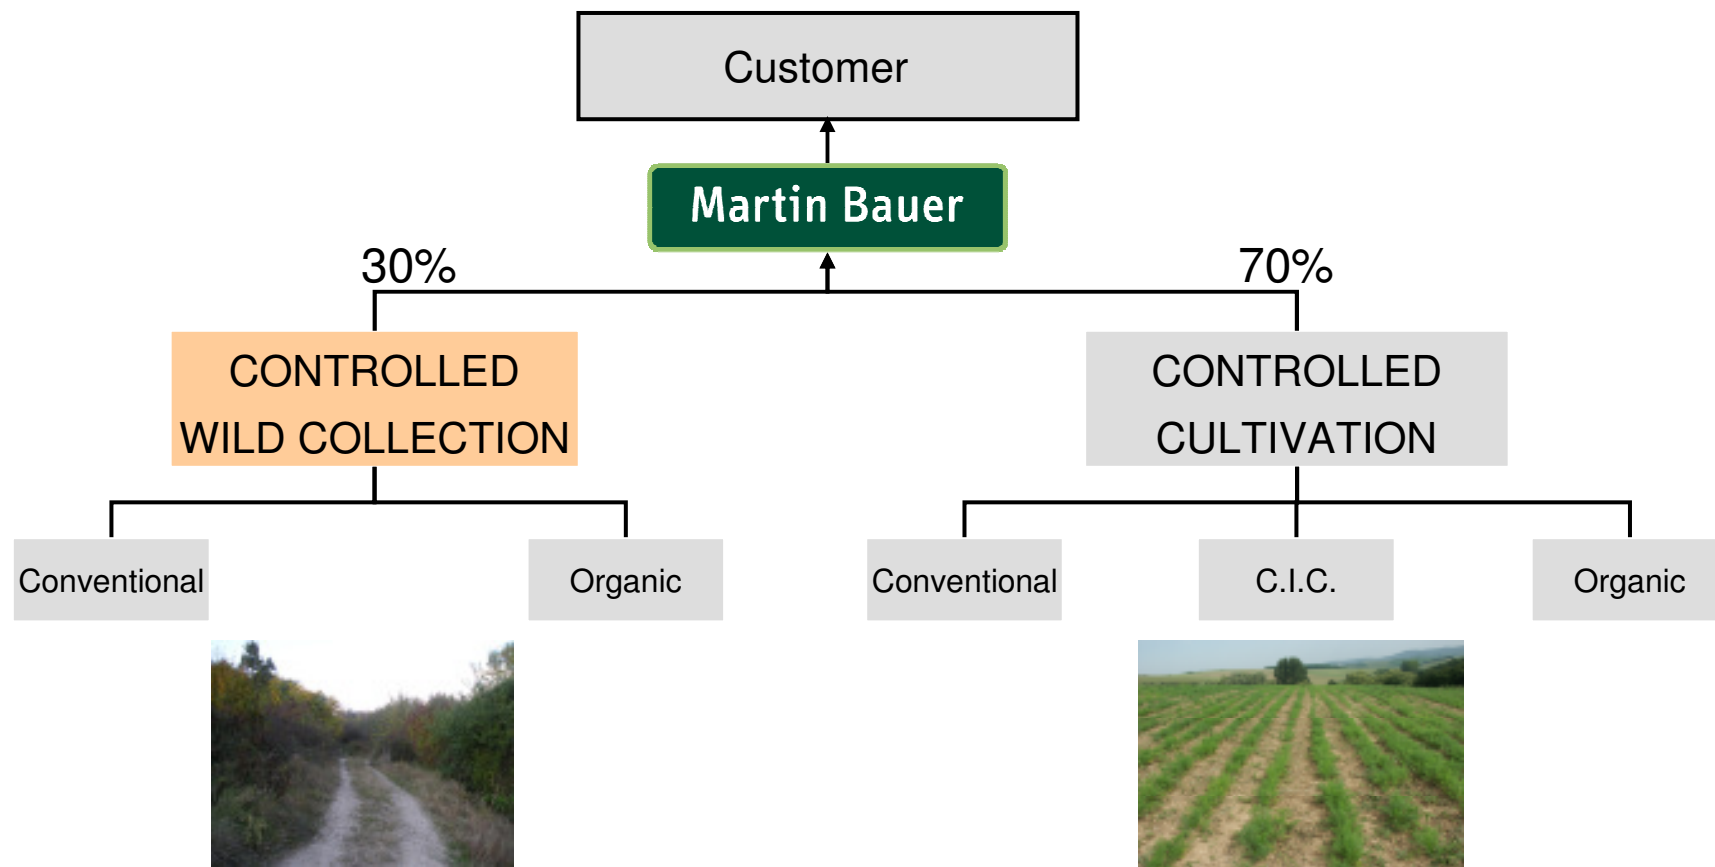 Customer
Martin Bauer
30%
70%
CONTROLLED
WILD COLLECTION
CONTROLLED
CULTIVATION
Conventional
Organic
Conventional
C.I.C.
Organic